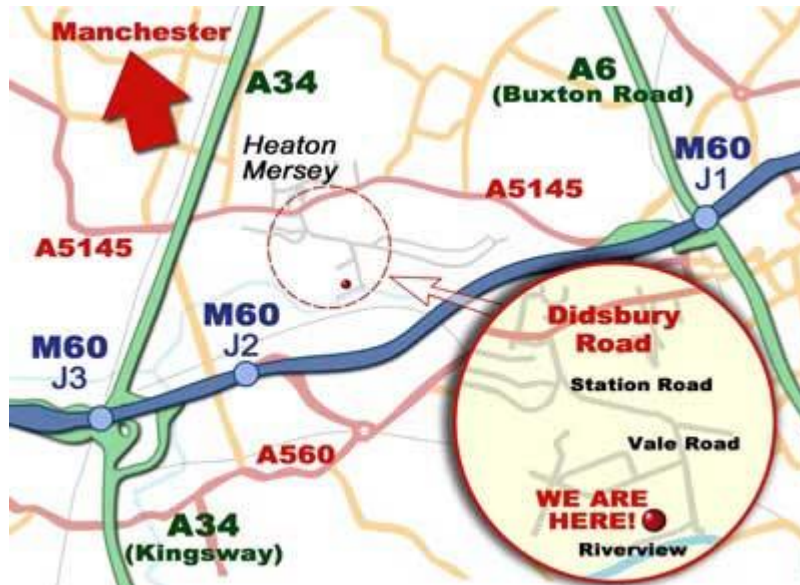 Manchester
A34
A6
(Buxton Road)
Heaton
Mersey
M60
J1
A5145
A5145
M60
J2
M60
J3
Didsbury
Road
Station Road
Vale Road
A560
WE ARE
HERE!
Riverview
A34
(Kingsway)